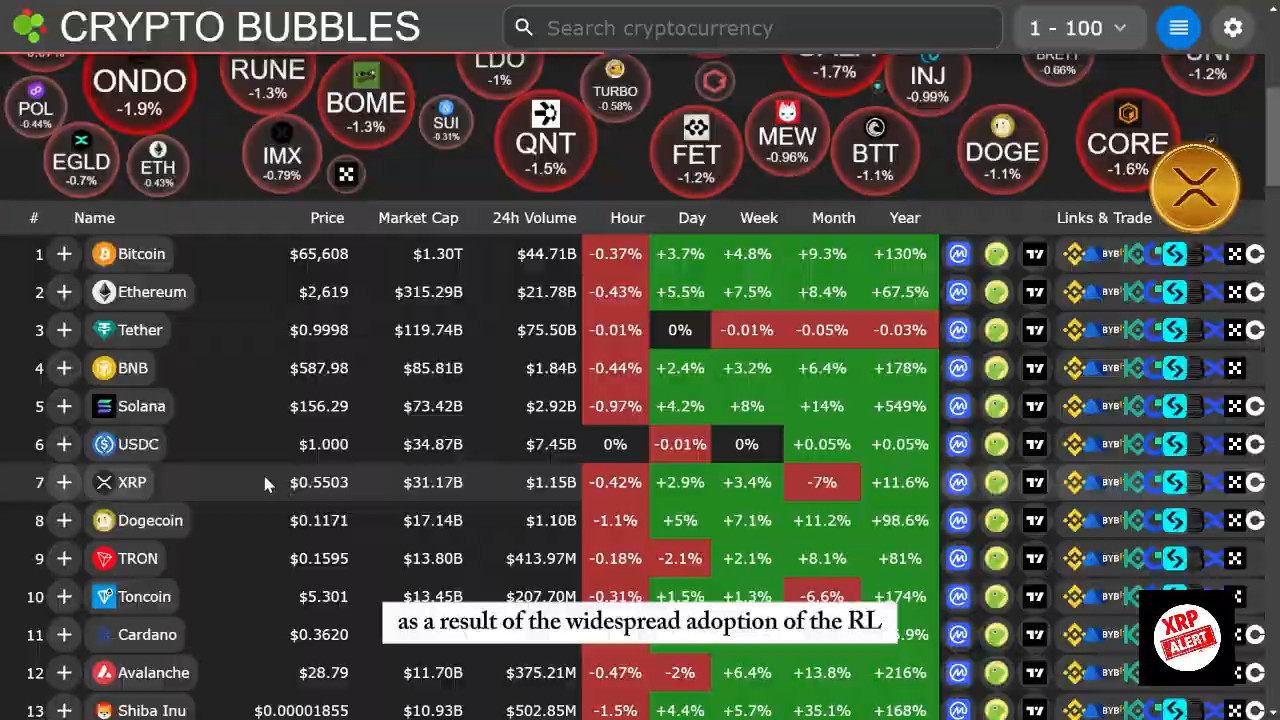 CRYPTO BUBBLES
Search cryptocurrency
1 - 100
ONDO
-1.9%
RUNE
-1.3%
BOME
-1.3%
LDO
-1%
TURBO
-0.58%
-1.7%
INJ
-0.99%
BRETT
-0.66%
-1.2%
POL
-0.44%
SUI
-0.31%
EGLD
-0.7%
ETH
-0.43%
IMX
-0.79%
QNT
-1.5%
FET
-1.2%
MEW
-0.96%
BTT
-1.1%
DOGE
-1.1%
CORE
-1.6%
# Name Price Market Cap 24h Volume Hour Day Week Month Year Links & Trade
1 + Bitcoin $65,608 $1.30T $44.71B -0.37% +3.7% +4.8% +9.3% +130%
2 + Ethereum $2,619 $315.29B $21.78B -0.43% +5.5% +7.5% +8.4% +67.5%
3 + Tether $0.9998 $119.74B $75.50B -0.01% 0% -0.01% -0.05% -0.03%
4 + BNB $587.98 $85.81B $1.84B -0.44% +2.4% +3.2% +6.4% +178%
5 + Solana $156.29 $73.42B $2.92B -0.97% +4.2% +8% +14% +549%
6 + USDC $1.000 $34.87B $7.45B 0% -0.01% 0% +0.05% +0.05%
7 + XRP $0.5503 $31.17B $1.15B -0.42% +2.9% +3.4% -7% +11.6%
8 + Dogecoin $0.1171 $17.14B $1.10B -1.1% +5% +7.1% +11.2% +98.6%
9 + TRON $0.1595 $13.80B $413.97M -0.18% -2.1% +2.1% +8.1% +81%
10 + Toncoin $5.301 $13.45B $207.70M -0.31% +1.5% +1.3% -6.6% +174%
11 + Cardano $0.3620
as a result of the widespread adoption of the RL
12 + Avalanche $2879 $11.70B $375.21M -0.47% -2% +6.4% +13.8% +216%
13 + Shiba Inu $0.00001855 $10.93B $502.85M -1.5% +4.4% +5.7% +35.1% +168%
XRP
ALERT